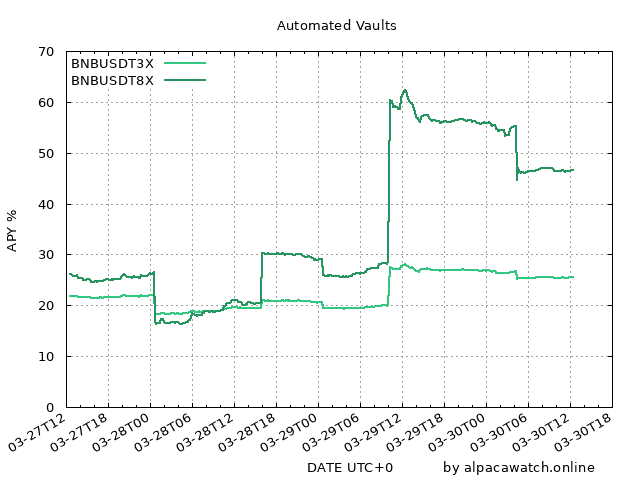 Automated Vaults
BNBUSDT3X
BNBUSDT8X
APY %
70
60
50
40
30
20
10
0
03-27T12
03-27T18
03-28T00
03-28T06
03-28T12
03-28T18
03-29T00
03-29T06
03-29T12
03-29T18
03-30T00
03-30T06
03-30T12
03-30T18
DATE UTC+0
by alpacawatch.online